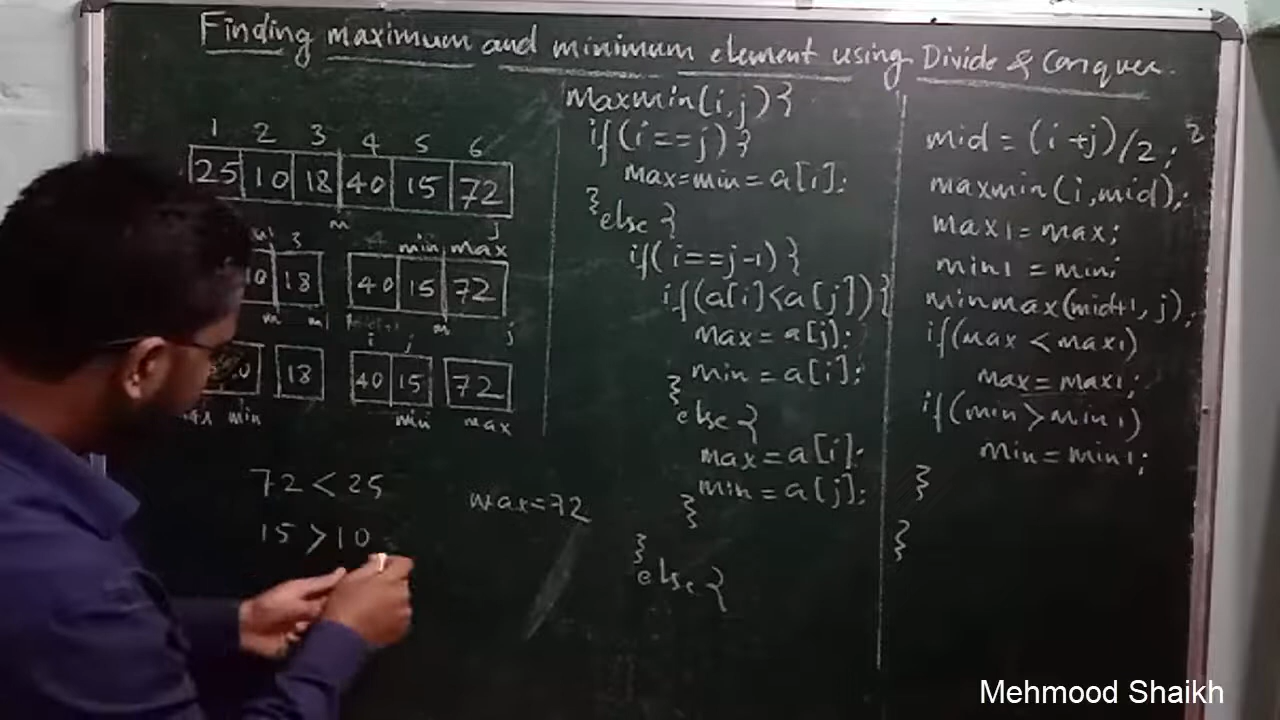 Finding maximum and minimum element using Divide & Conquer
1 2 3 4 5 6
25 10 18 40 15 72
m j
3 min max
10 18 40 15 72
m m1 mid+1 m j
i j
18 40 15 72
min min max
72 < 25
15 > 10
max=72
maxmin(i,j){
if(i==j){
max=min=a[i];
}else{
if(i==j-1){
if(a[i]<a[j]){
max=a[j];
min=a[i];
}
else{
max=a[i];
min=a[j];
}
}
else{
mid=(i+j)/2;
maxmin(i,mid);
max1=max;
min1=min;
minmax(mid+1,j);
if(max<max1)
max=max1;
if(min>min1)
min=min1;
}
}
Mehmood Shaikh